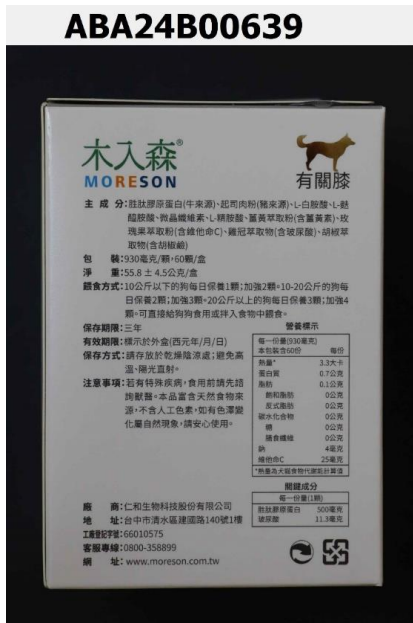 ABA24B00639
木入森®
MORESON
有關膝
主成分:胜肽膠原蛋白(牛來源)、起司肉粉(豬來源)、L-白胺酸、L-麩
醯胺酸、微晶纖維素、L-精胺酸、薑黃萃取粉(含薑黃素)、玫
瑰果萃取粉(含維他命C)、雞冠萃取物(含玻尿酸)、胡椒萃
取物(含胡椒鹼)
包裝:930毫克/顆,60顆/盒
淨重:55.8 ± 4.5公克/盒
餵食方式:10公斤以下的狗每日保養1顆;加強2顆。10-20公斤的狗每
日保養2顆;加強3顆。20公斤以上的狗每日保養3顆;加強4
顆。可直接給狗狗食用或拌入食物中餵食。
保存期限:三年
有效期限:標示於外盒(西元年/月/日)
保存方式:請存放於乾燥陰涼處;避免高
溫、陽光直射。
注意事項:若有特殊疾病,食用前請先諮
詢獸醫。本品富含天然食物來
源,不含人工色素,如有色澤變
化屬自然現象,請安心使用。
營養標示
每一份量(930毫克)
本包裝含60份 每份
熱量* 3.3大卡
蛋白質 0.7公克
脂肪 0.1公克
飽和脂肪 0公克
反式脂肪 0公克
碳水化合物 0公克
糖 0公克
膳食纖維 0公克
鈉 4毫克
維他命C 25毫克
*熱量為犬貓食物代謝能計算值
關鍵成分
每一份量(1顆)
胜肽膠原蛋白 500毫克
玻尿酸 11.3毫克
廠商:仁和生物科技股份有限公司
地址:台中市清水區建國路140號1樓
工廠登記字號:66010575
客服專線:0800-358899
網址:www.moreson.com.tw